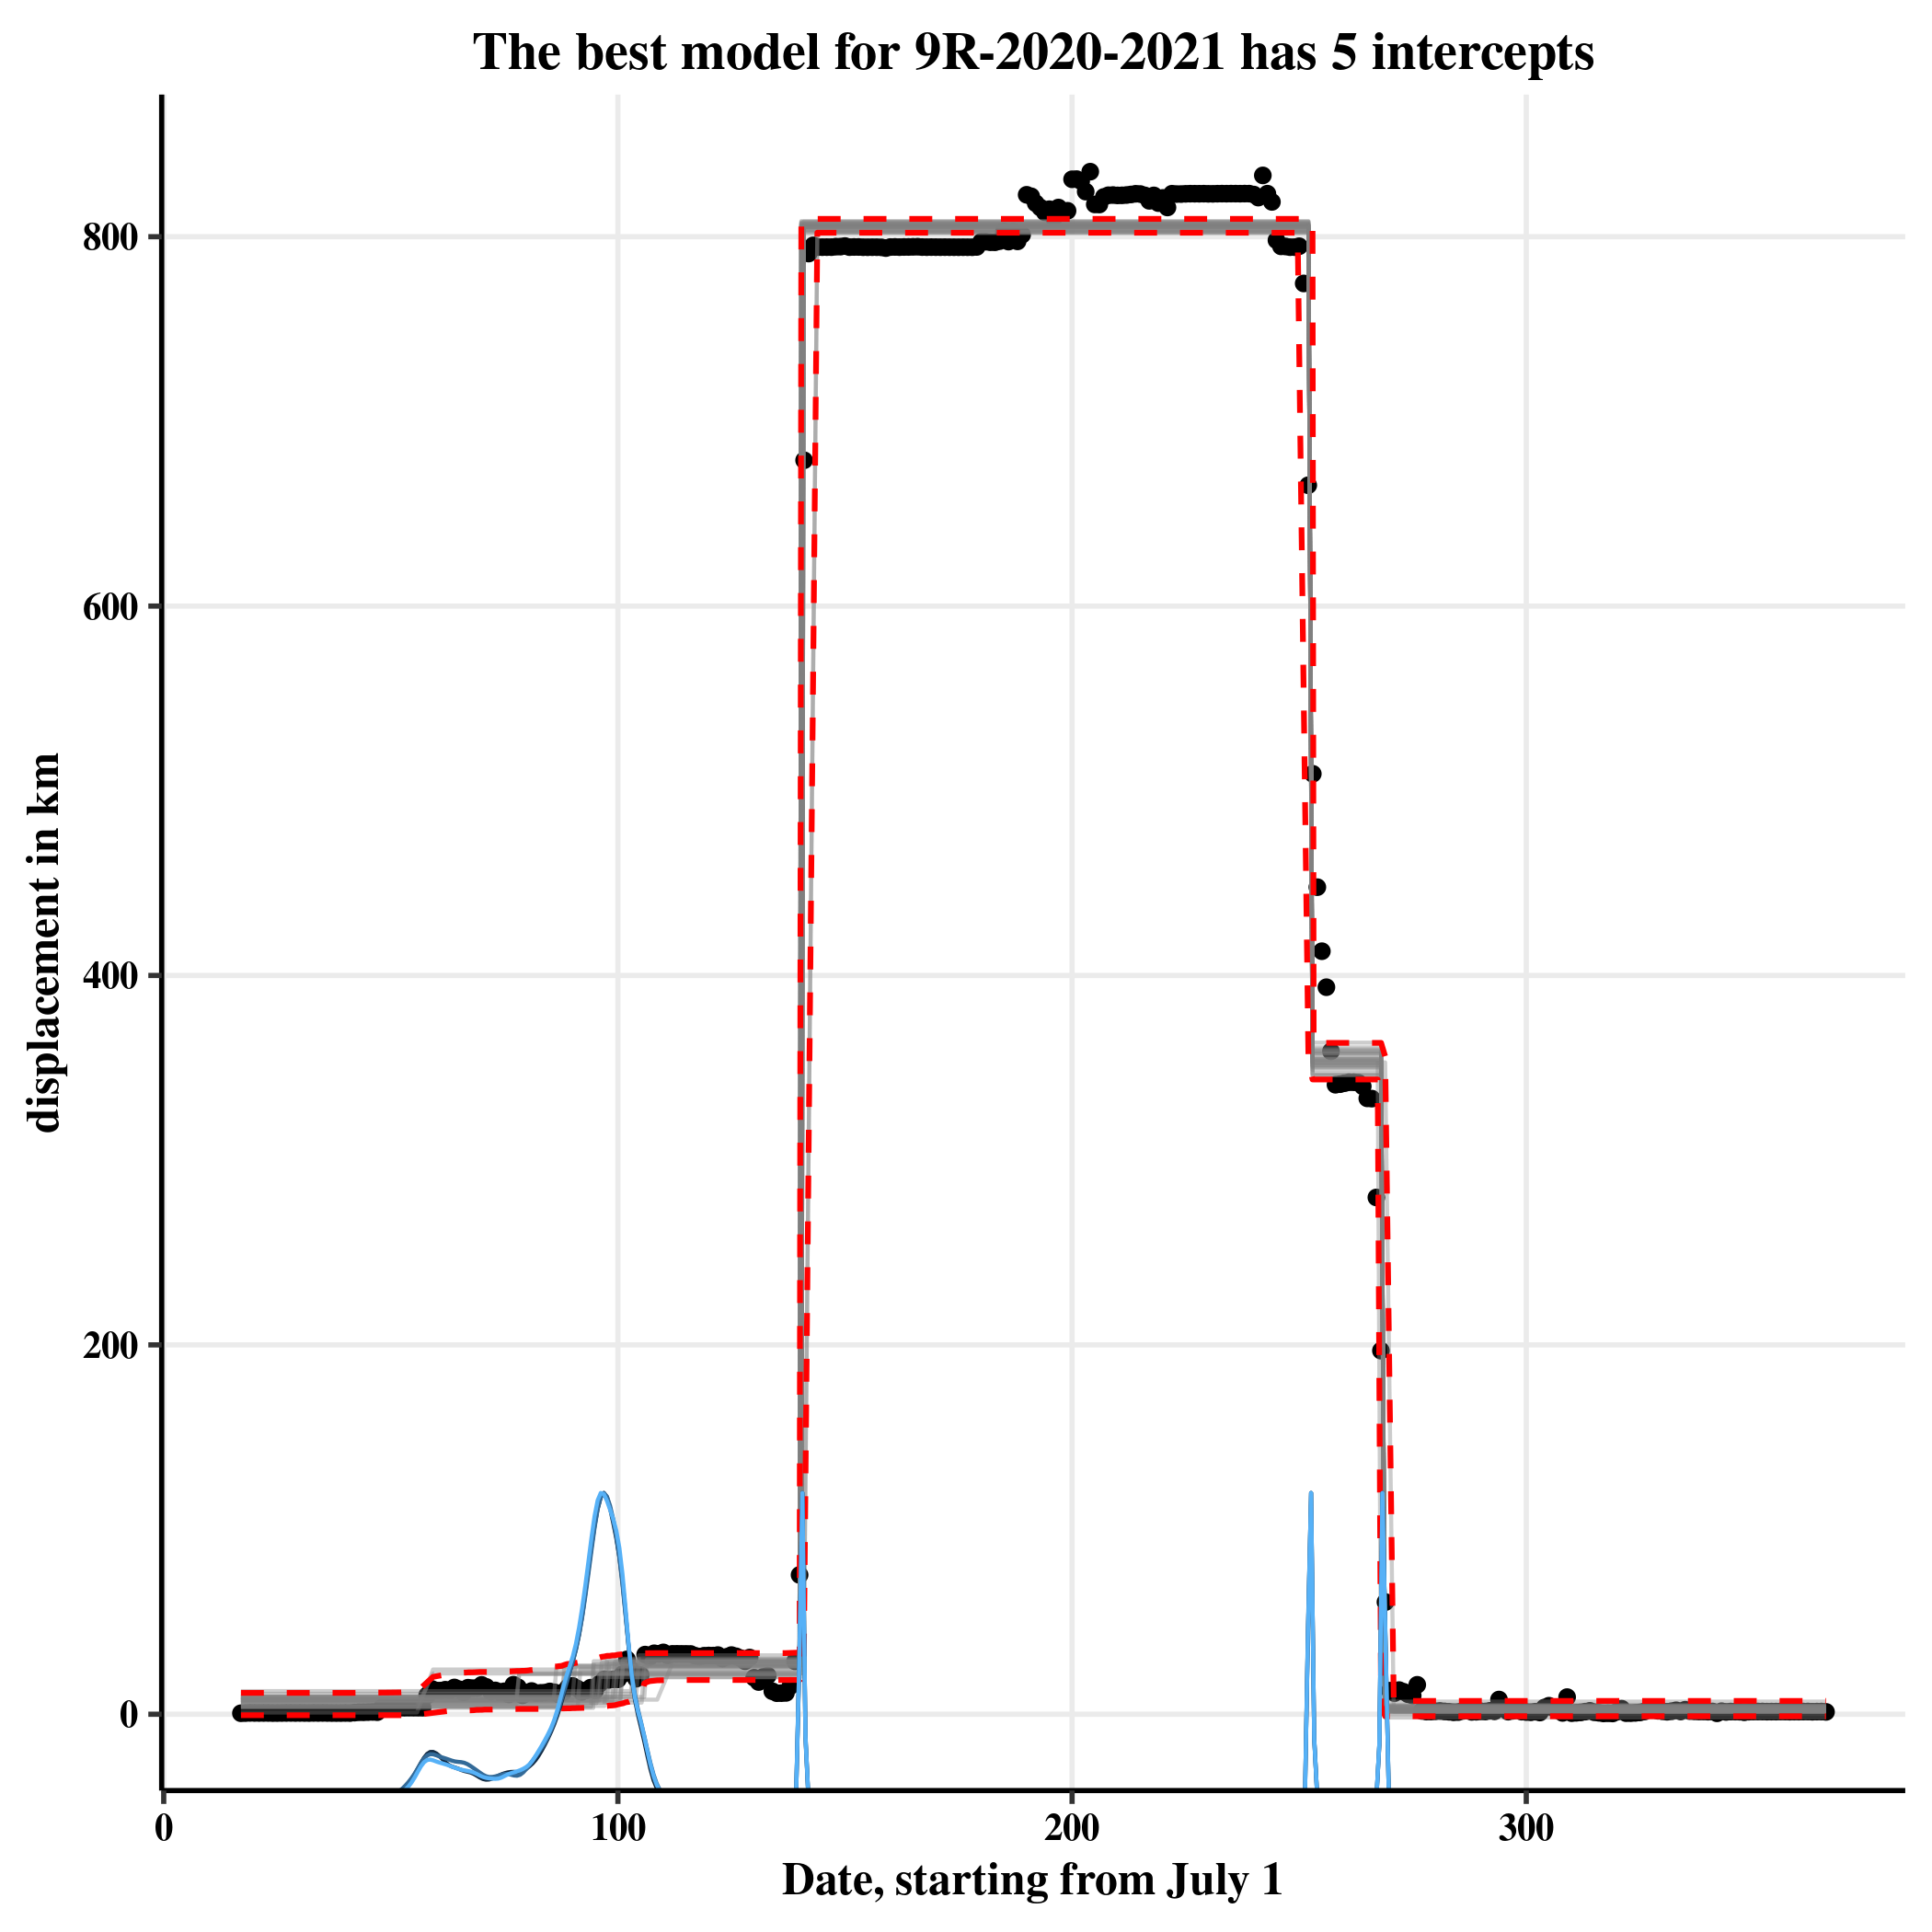 The best model for 9R-2020-2021 has 5 intercepts
displacement in km
800
600
400
200
0
0 100 200 300
Date, starting from July 1